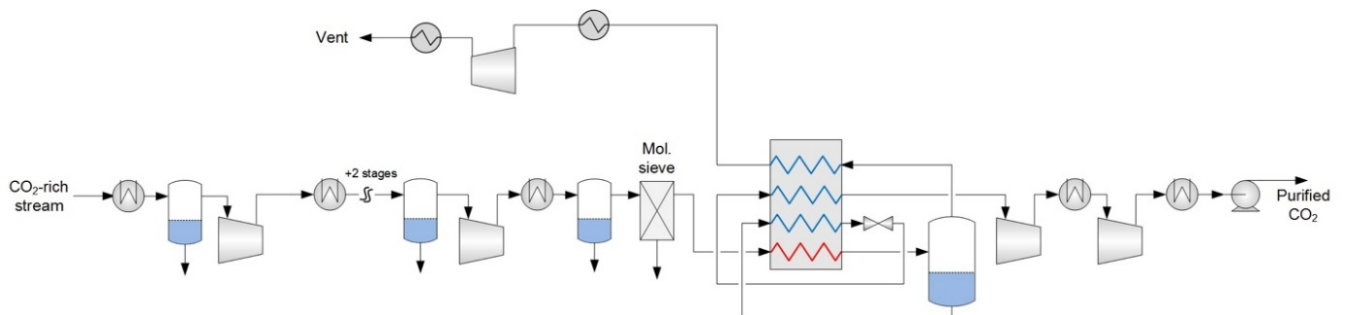 Vent
+2 stages
Mol.
sieve
CO₂-rich
stream
Purified
CO₂